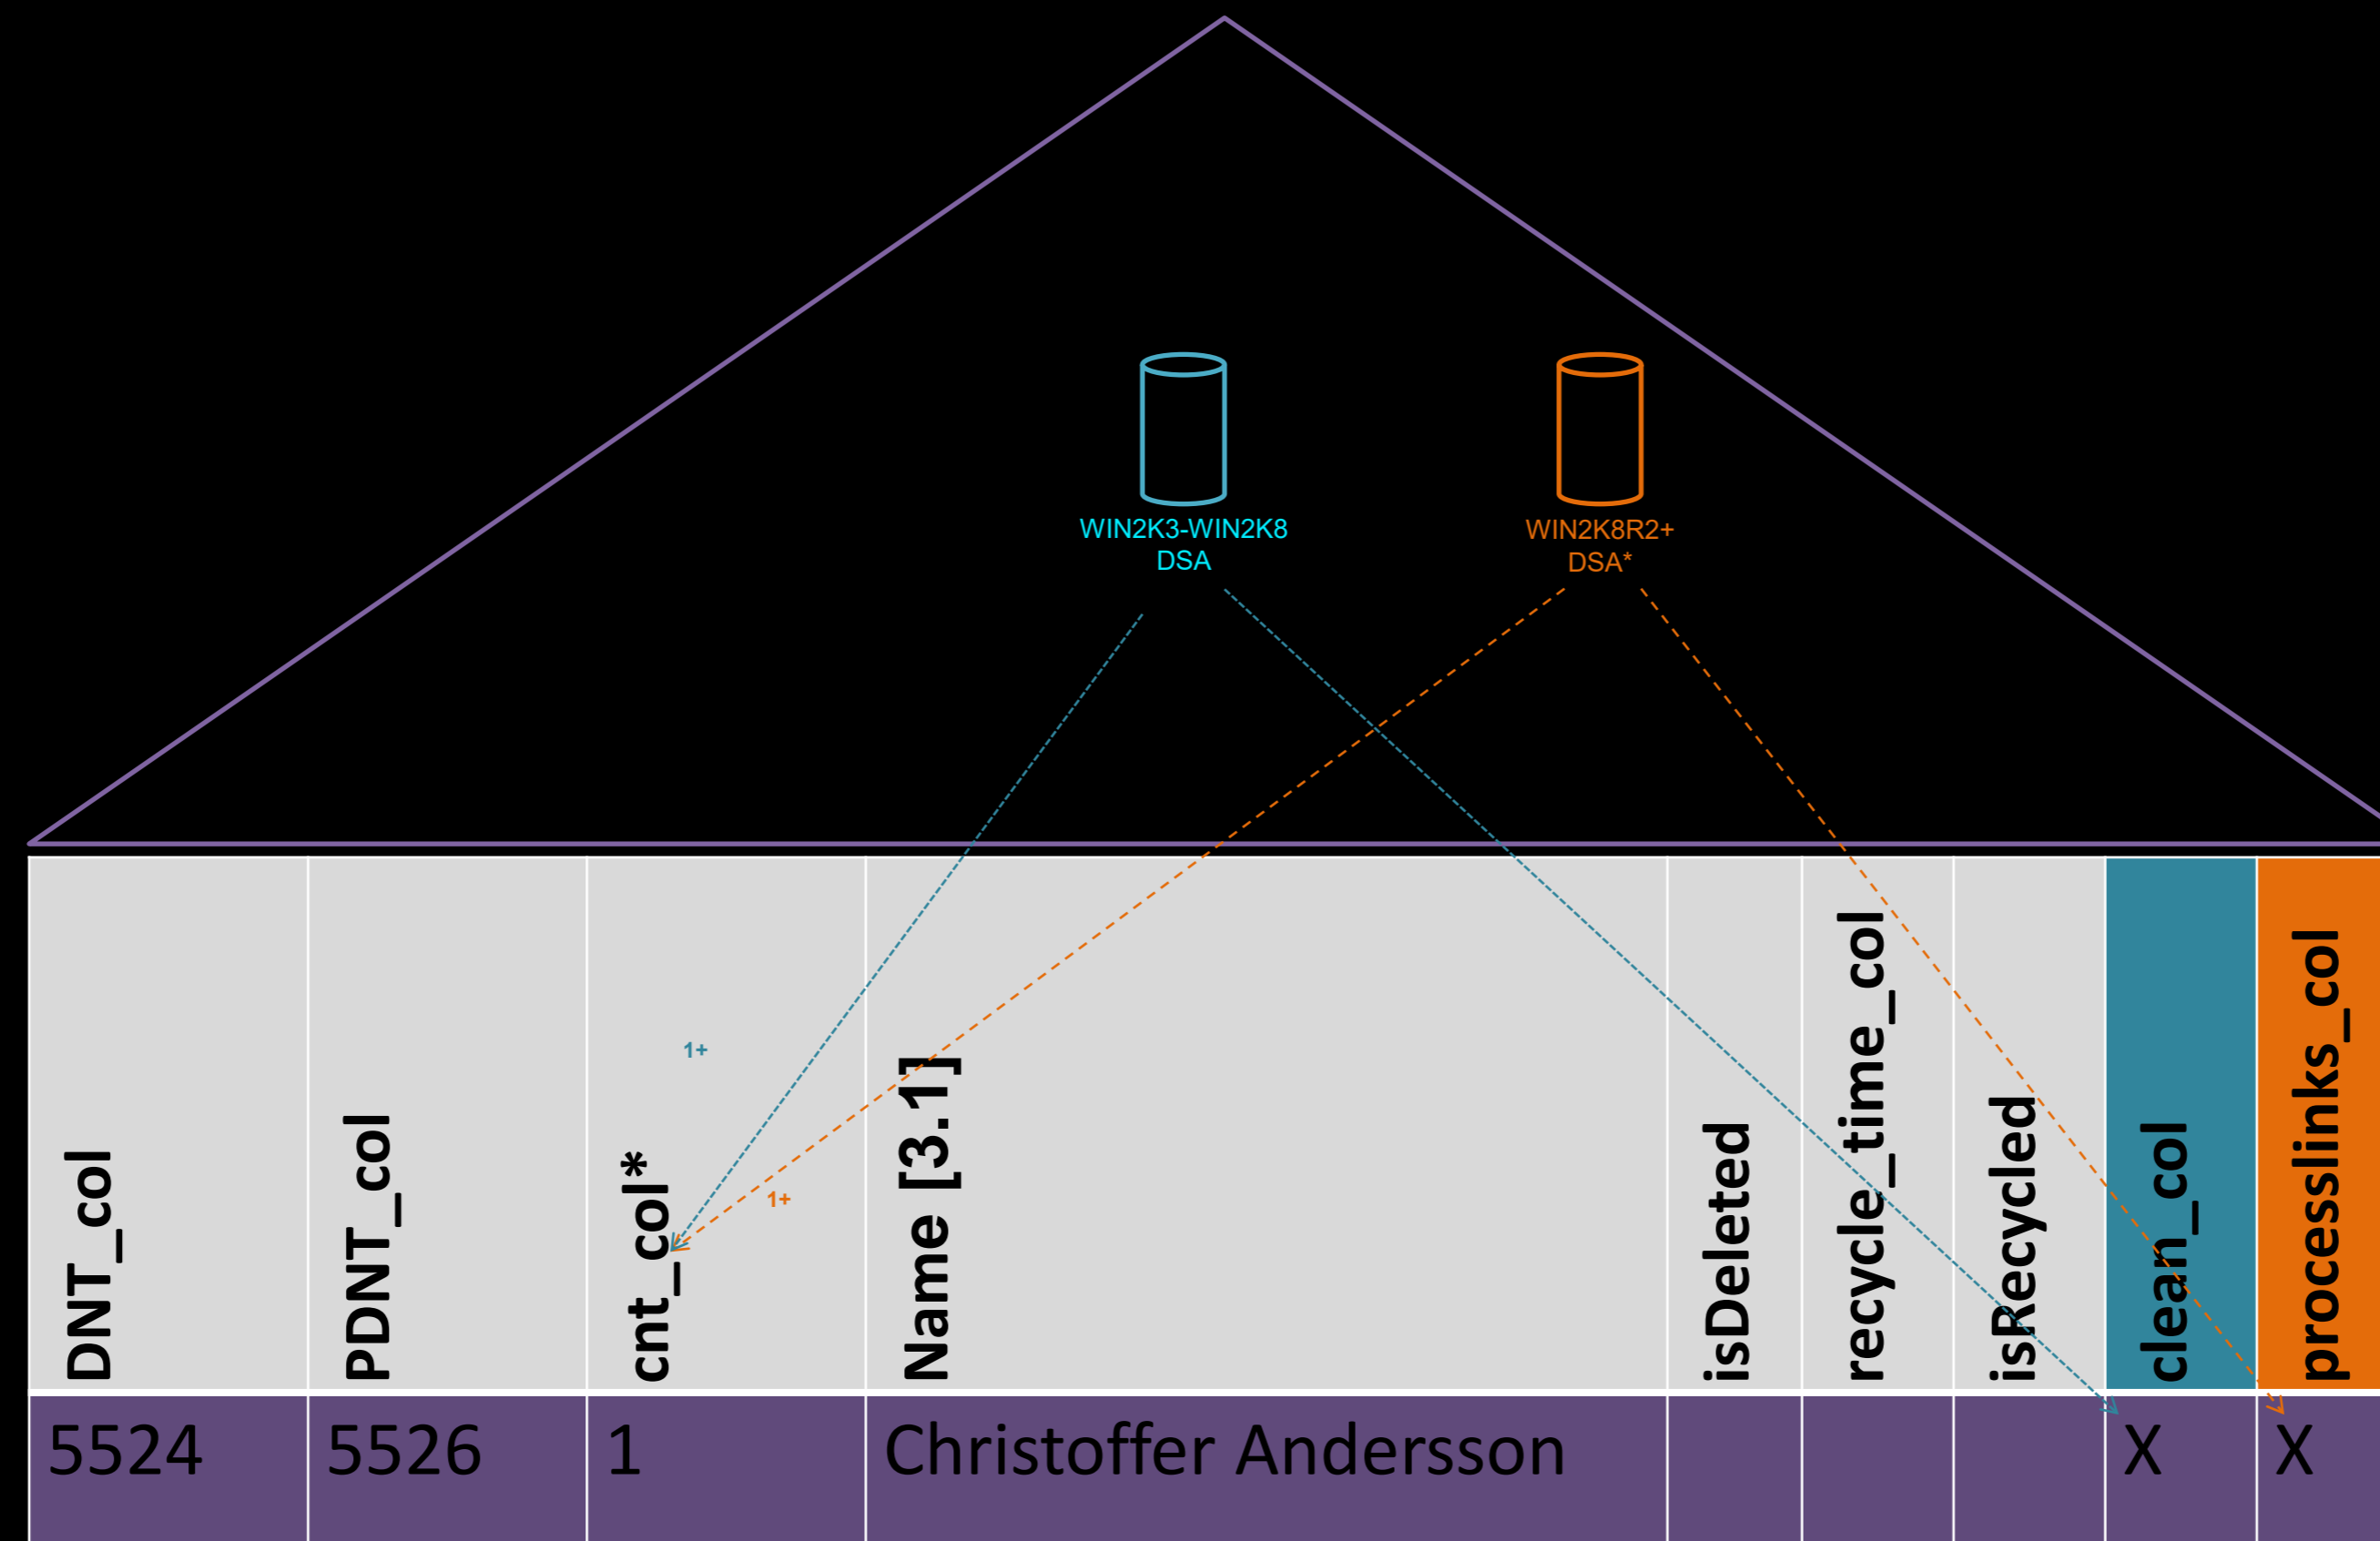 WIN2K3-WIN2K8
DSA
WIN2K8R2+
DSA*
1+
1+
DNT_col
PDNT_col
cnt_col*
Name [3.1]
isDeleted
recycle_time_col
isRecycled
clean_col
processlinks_col
5524 5526 1 Christoffer Andersson X X